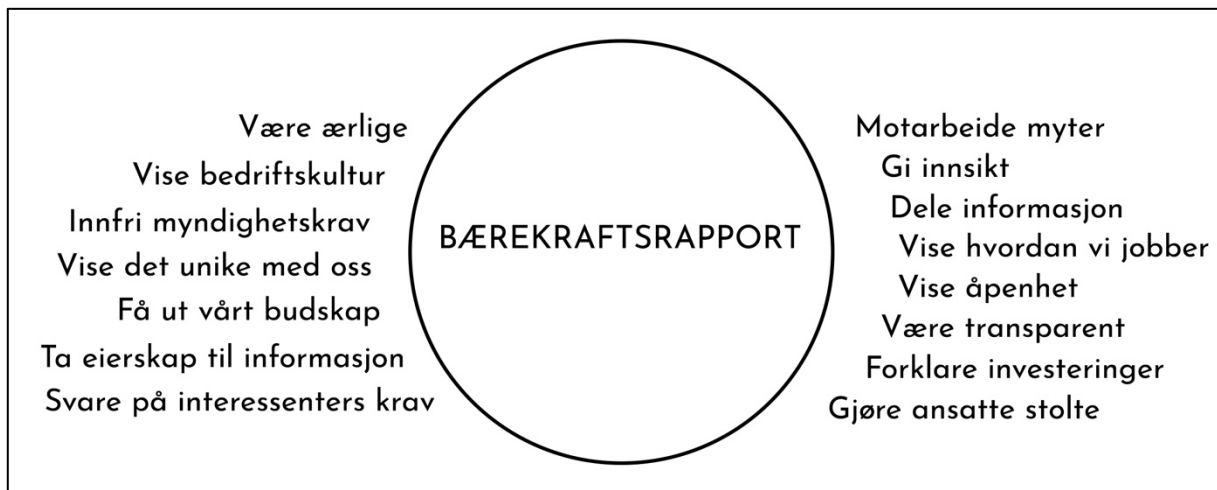 Være ærlige
Vise bedriftskultur
Innfri myndighetskrav
Vise det unike med oss
Få ut vårt budskap
Ta eierskap til informasjon
Svare på interessenters krav
BÆREKRAFTSRAPPORT
Motarbeide myter
Gi innsikt
Dele informasjon
Vise hvordan vi jobber
Vise åpenhet
Være transparent
Forklare investeringer
Gjøre ansatte stolte